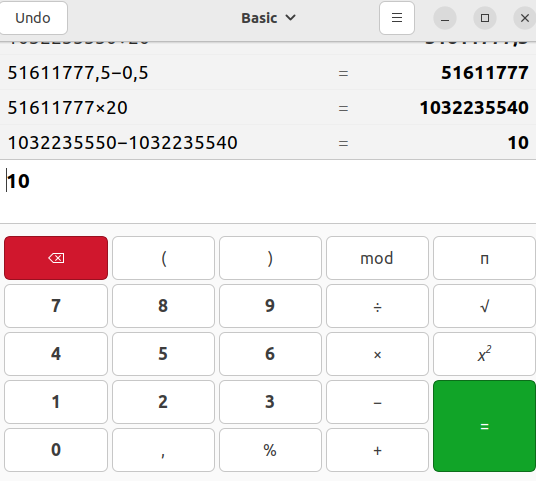 Undo Basic
51611777,5−0,5 = 51611777
51611777×20 = 1032235540
1032235550−1032235540 = 10
10
( ) mod π
7 8 9 ÷ √
4 5 6 × x²
1 2 3 − =
0 , % +